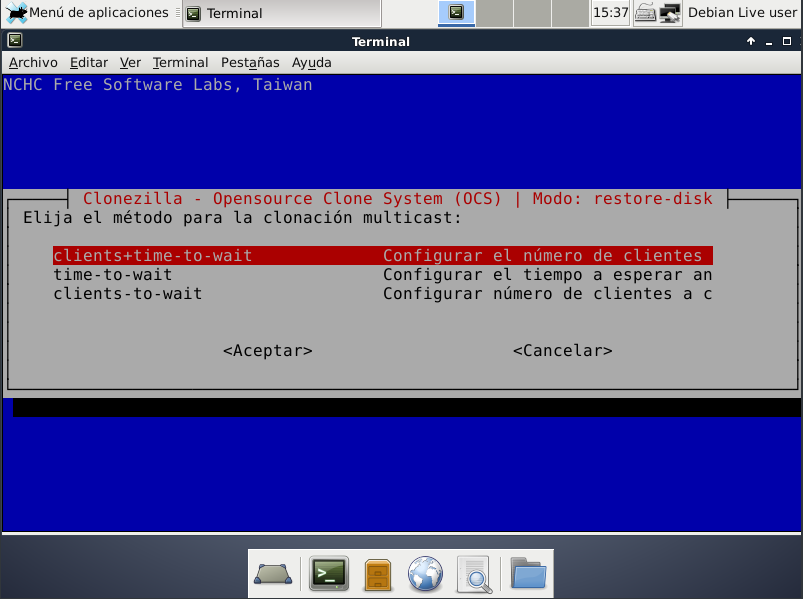 Menú de aplicaciones Terminal 15:37 Debian Live user
Terminal
Archivo Editar Ver Terminal Pestañas Ayuda
NCHC Free Software Labs, Taiwan
Clonezilla - Opensource Clone System (OCS) | Modo: restore-disk
Elija el método para la clonación multicast:
clients+time-to-wait Configurar el número de clientes
time-to-wait Configurar el tiempo a esperar an
clients-to-wait Configurar número de clientes a c
<Aceptar> <Cancelar>